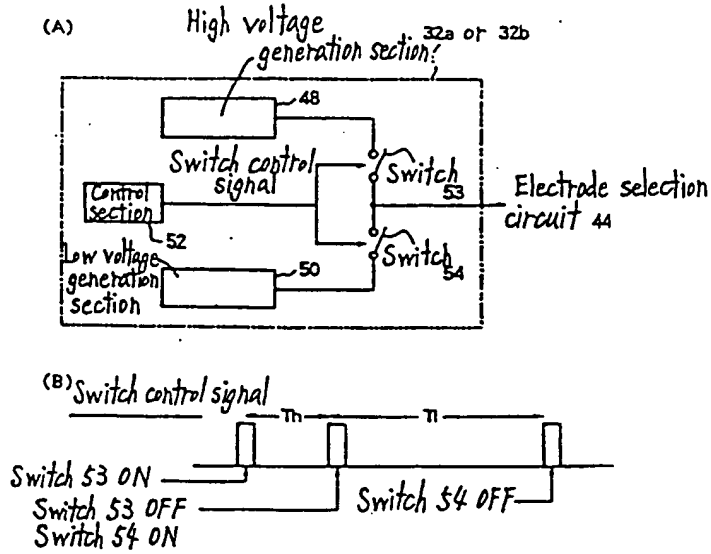 (A)
High voltage
generation section
32a or 32b
48
Switch control
signal
Switch
53
Electrode selection
circuit 44
Control
section
52
Low voltage
generation
section
50
Switch
54
(B) Switch control signal
Th
Tl
Switch 53 ON
Switch 53 OFF
Switch 54 ON
Switch 54 OFF